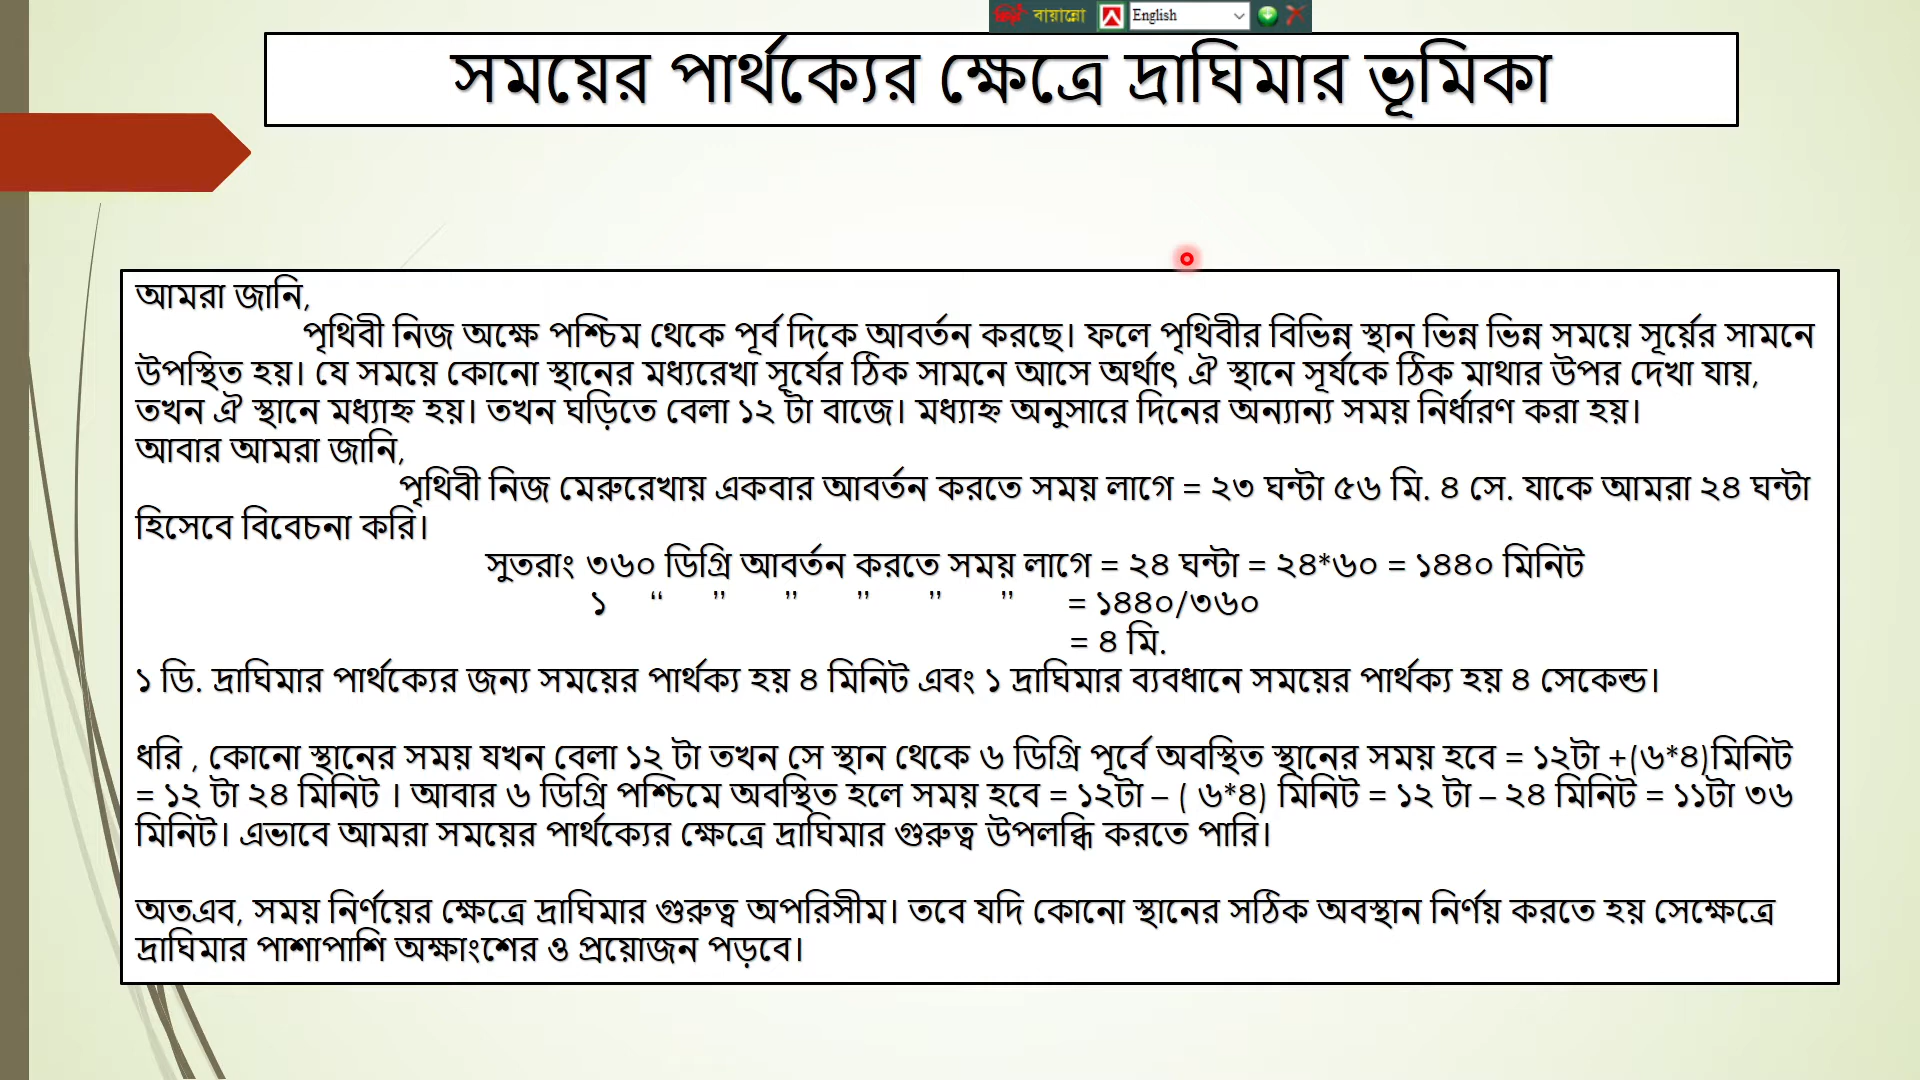 বায়ান্নো English
সময়ের পার্থক্যের ক্ষেত্রে দ্রাঘিমার ভূমিকা
আমরা জানি,
পৃথিবী নিজ অক্ষে পশ্চিম থেকে পূর্ব দিকে আবর্তন করছে। ফলে পৃথিবীর বিভিন্ন স্থান ভিন্ন ভিন্ন সময়ে সূর্য়ের সামনে
উপস্থিত হয়। যে সময়ে কোনো স্থানের মধ্যরেখা সূর্যের ঠিক সামনে আসে অর্থাৎ ঐ স্থানে সূর্যকে ঠিক মাথার উপর দেখা যায়,
তখন ঐ স্থানে মধ্যাহ্ন হয়। তখন ঘড়িতে বেলা ১২ টা বাজে। মধ্যাহ্ন অনুসারে দিনের অন্যান্য সময় নির্ধারণ করা হয়।
আবার আমরা জানি,
পৃথিবী নিজ মেরুরেখায় একবার আবর্তন করতে সময় লাগে = ২৩ ঘন্টা ৫৬ মি. ৪ সে. যাকে আমরা ২৪ ঘন্টা
হিসেবে বিবেচনা করি।
সুতরাং ৩৬০ ডিগ্রি আবর্তন করতে সময় লাগে = ২৪ ঘন্টা = ২৪*৬০ = ১৪৪০ মিনিট
১ “ ” ” ” ” ” = ১৪৪০/৩৬০
= ৪ মি.
১ ডি. দ্রাঘিমার পার্থক্যের জন্য সময়ের পার্থক্য হয় ৪ মিনিট এবং ১ দ্রাঘিমার ব্যবধানে সময়ের পার্থক্য হয় ৪ সেকেন্ড।
ধরি , কোনো স্থানের সময় যখন বেলা ১২ টা তখন সে স্থান থেকে ৬ ডিগ্রি পূর্বে অবস্থিত স্থানের সময় হবে = ১২টা +(৬*৪)মিনিট
= ১২ টা ২৪ মিনিট । আবার ৬ ডিগ্রি পশ্চিমে অবস্থিত হলে সময় হবে = ১২টা – ( ৬*৪) মিনিট = ১২ টা – ২৪ মিনিট = ১১টা ৩৬
মিনিট। এভাবে আমরা সময়ের পার্থক্যের ক্ষেত্রে দ্রাঘিমার গুরুত্ব উপলব্ধি করতে পারি।
অতএব, সময় নির্ণয়ের ক্ষেত্রে দ্রাঘিমার গুরুত্ব অপরিসীম। তবে যদি কোনো স্থানের সঠিক অবস্থান নির্ণয় করতে হয় সেক্ষেত্রে
দ্রাঘিমার পাশাপাশি অক্ষাংশের ও প্রয়োজন পড়বে।